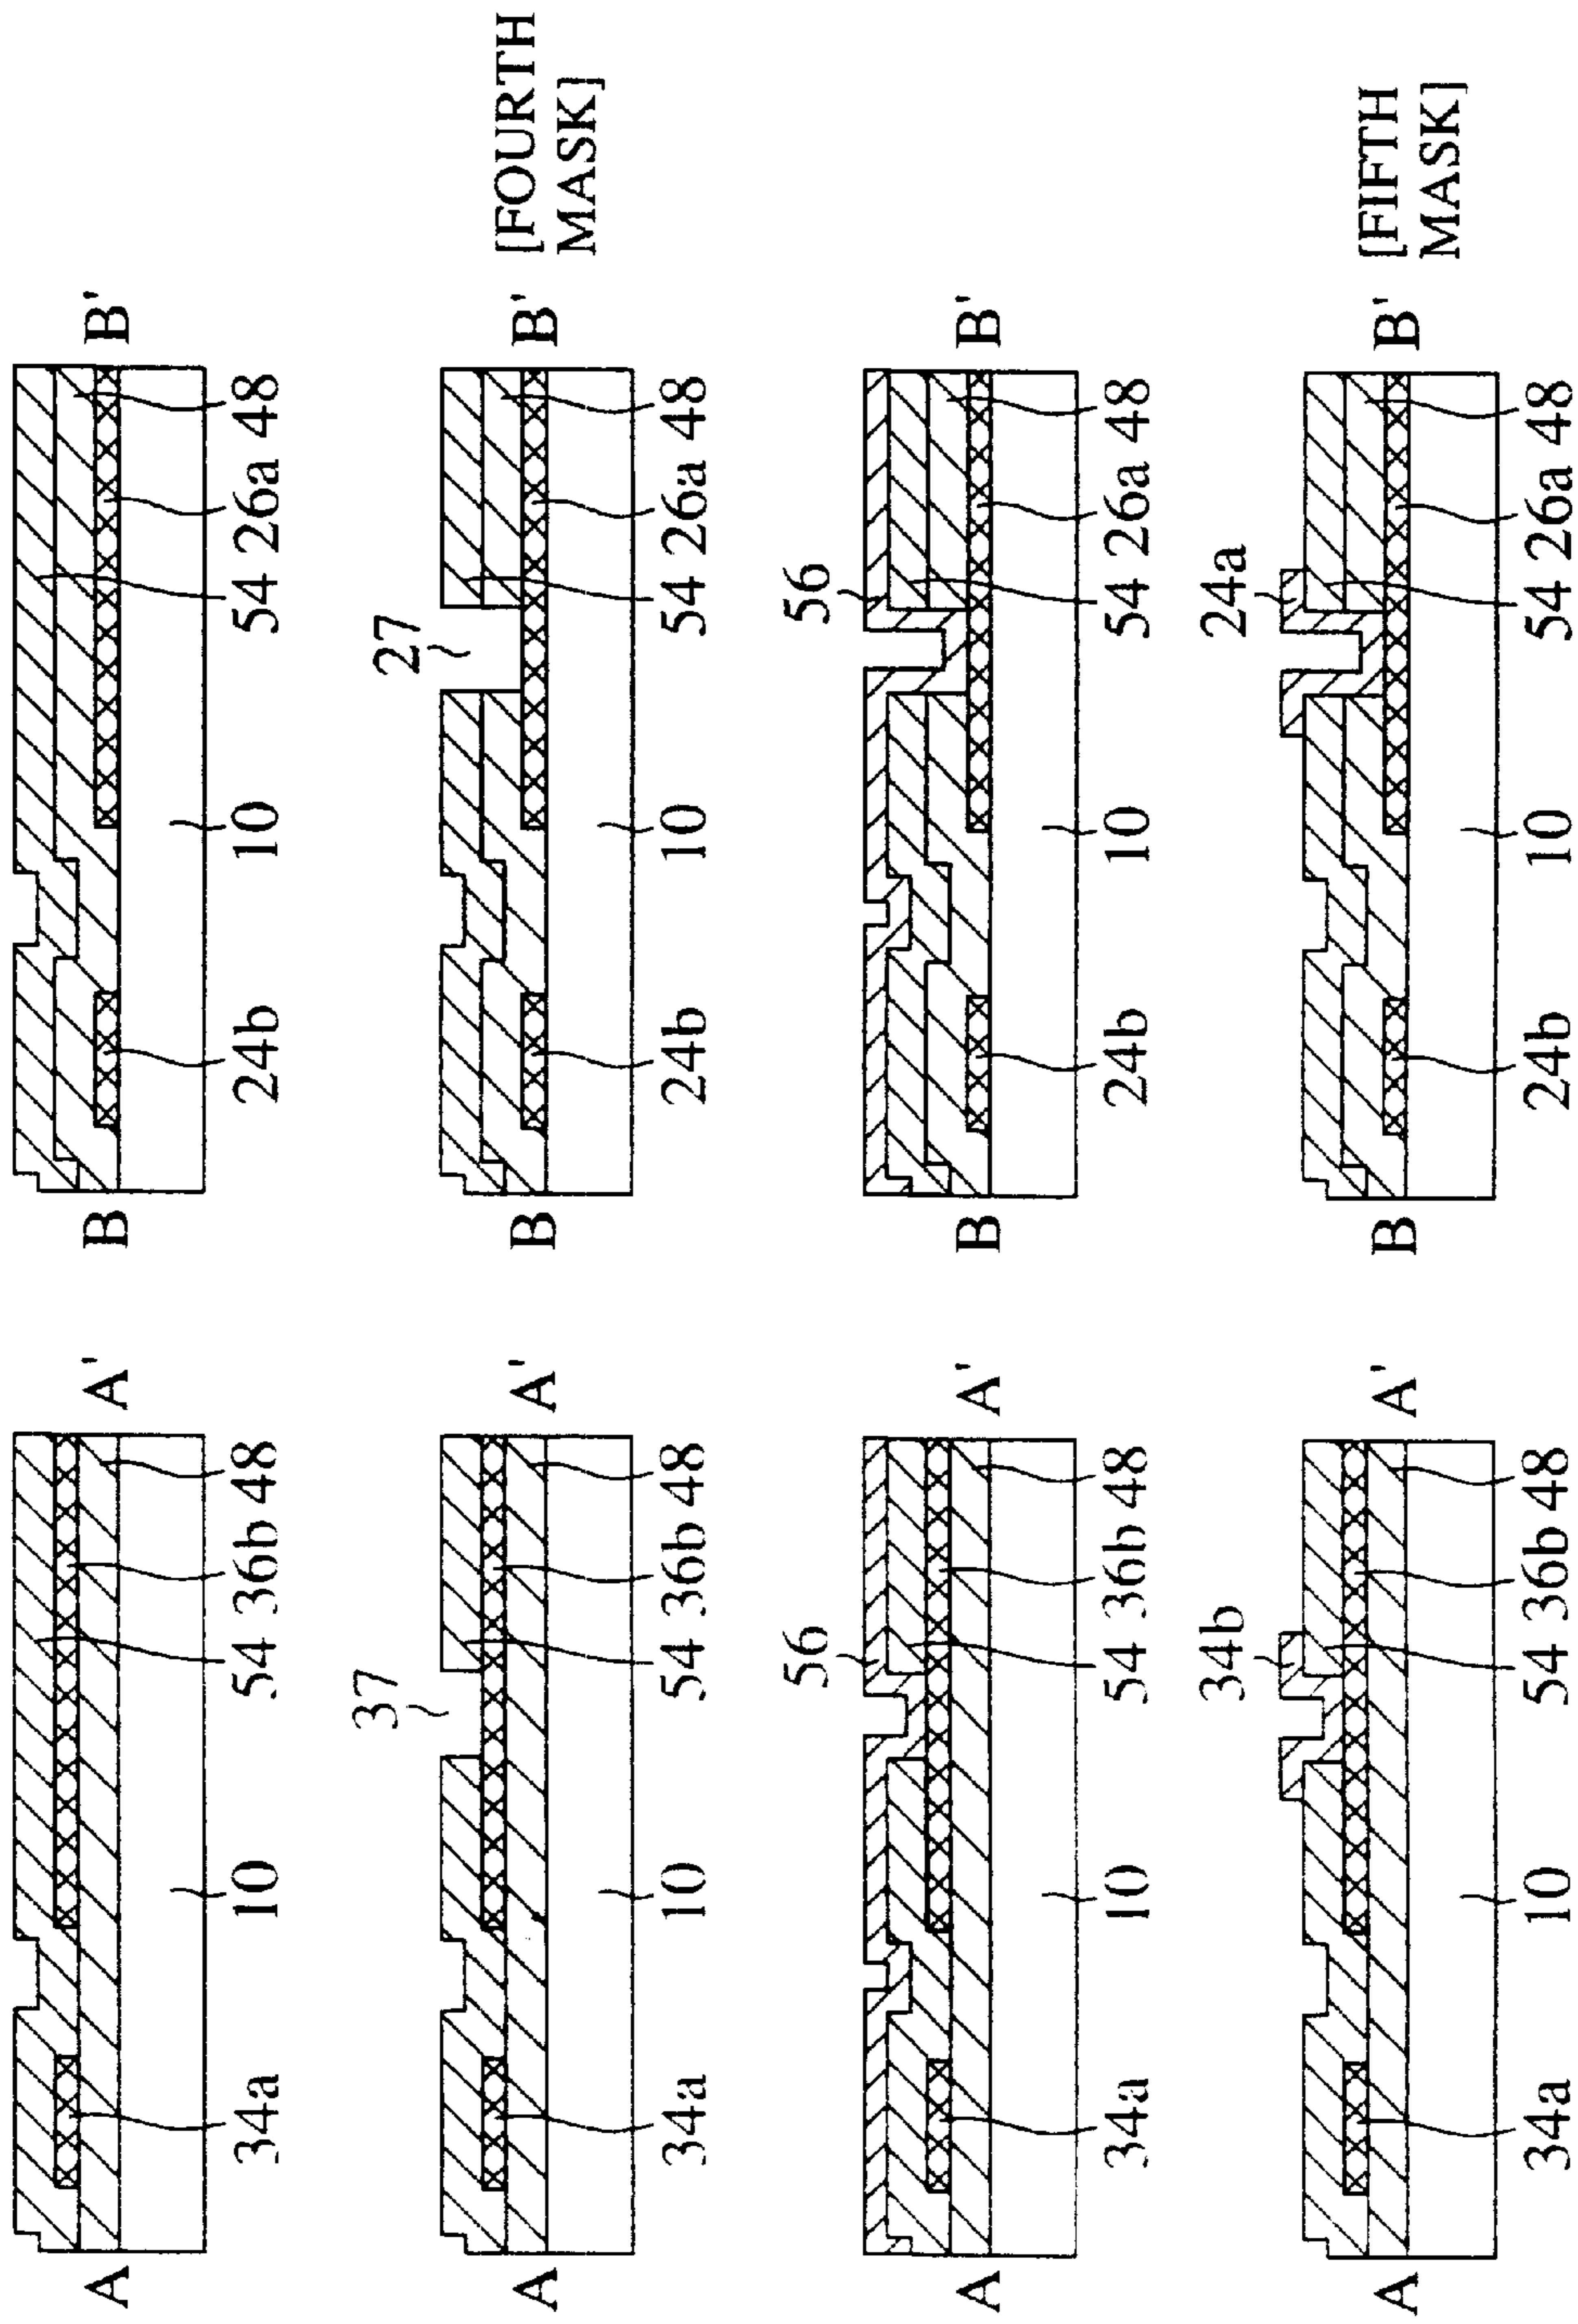 A A' B B'
34a 10 54 36b 48 24b 10 54 26a 48
37 27
A A' B B' [FOURTH
MASK]
34a 10 54 36b 48 24b 10 54 26a 48
56 56
A A' B B'
34a 10 54 36b 48 24b 10 54 26a 48
34b 24a
A A' B B' [FIFTH
MASK]
34a 10 54 36b 48 24b 10 54 26a 48